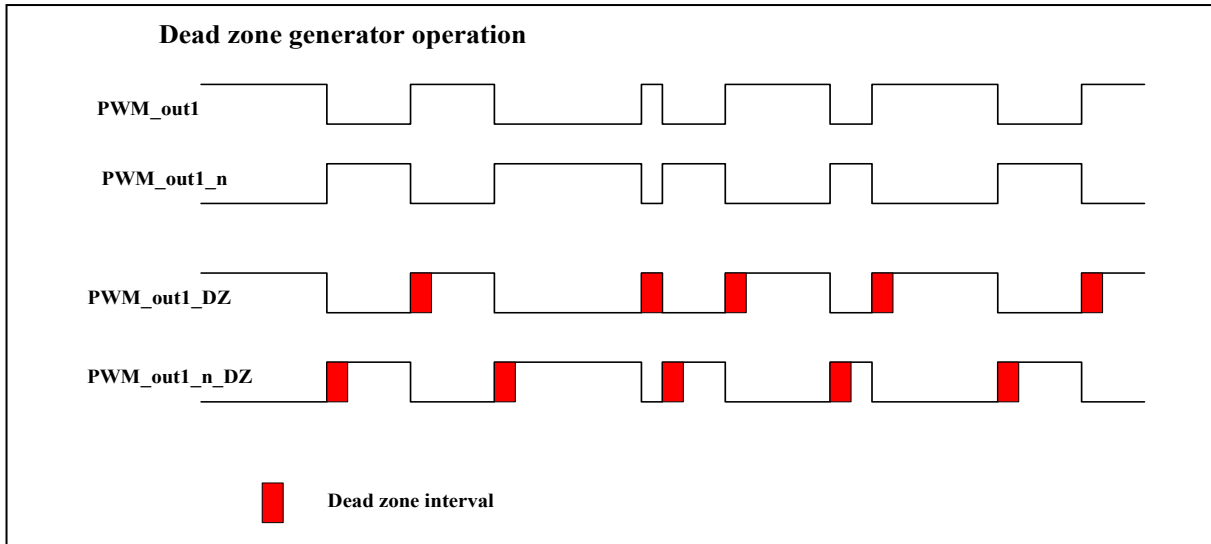 Dead zone generator operation
PWM_out1
PWM_out1_n
PWM_out1_DZ
PWM_out1_n_DZ
Dead zone interval